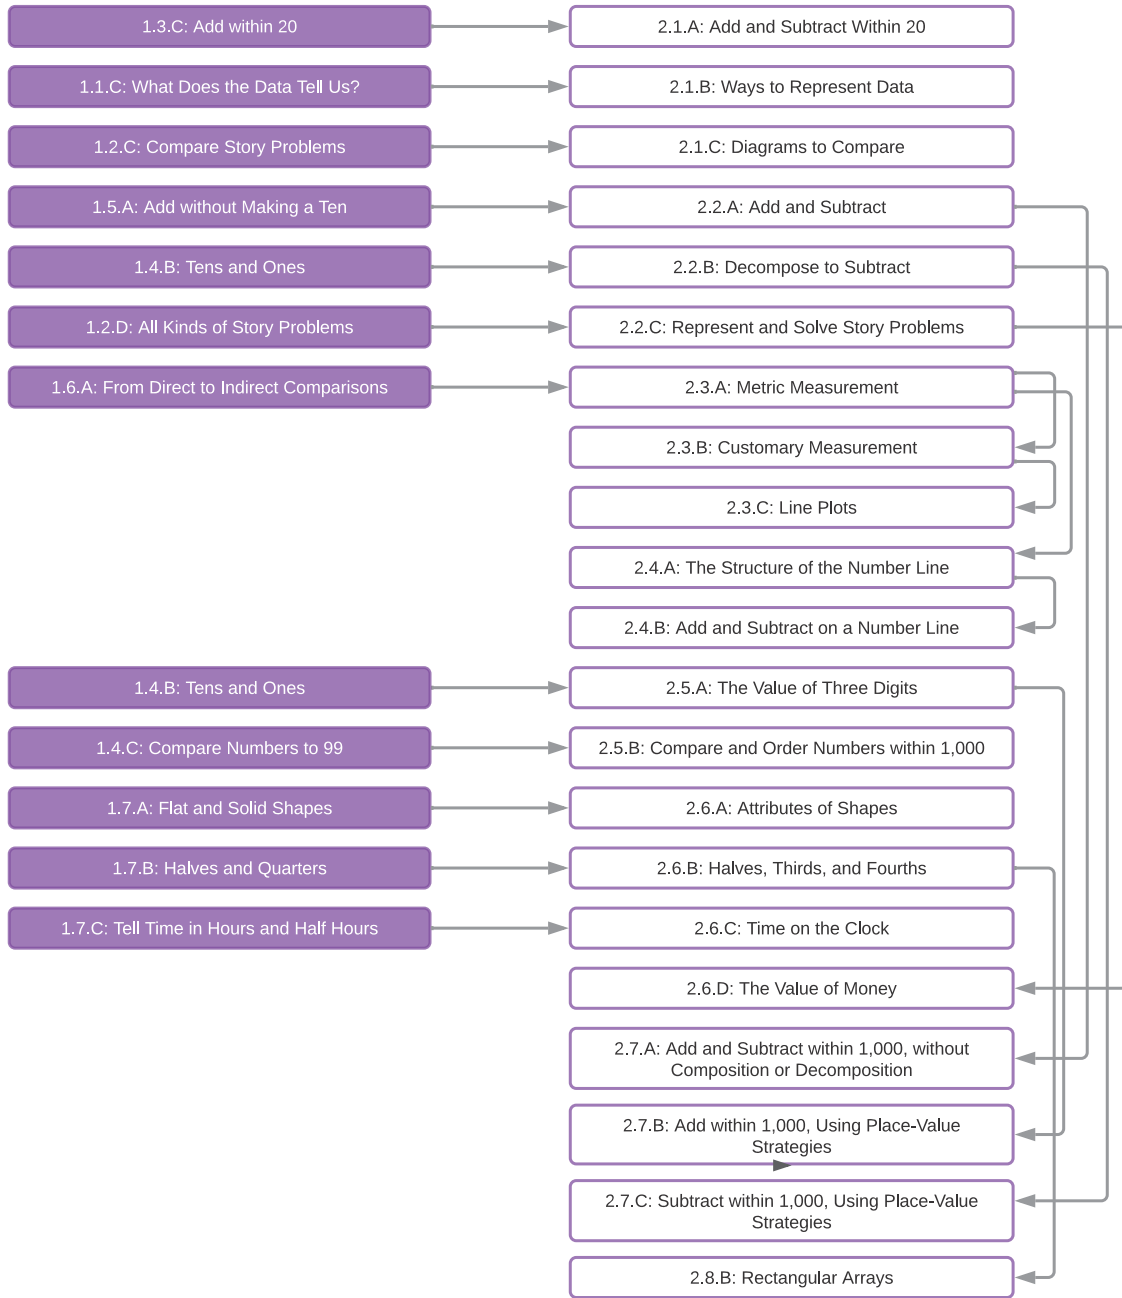 1.3.C: Add within 20
2.1.A: Add and Subtract Within 20
1.1.C: What Does the Data Tell Us?
2.1.B: Ways to Represent Data
1.2.C: Compare Story Problems
2.1.C: Diagrams to Compare
1.5.A: Add without Making a Ten
2.2.A: Add and Subtract
1.4.B: Tens and Ones
2.2.B: Decompose to Subtract
1.2.D: All Kinds of Story Problems
2.2.C: Represent and Solve Story Problems
1.6.A: From Direct to Indirect Comparisons
2.3.A: Metric Measurement
2.3.B: Customary Measurement
2.3.C: Line Plots
2.4.A: The Structure of the Number Line
2.4.B: Add and Subtract on a Number Line
1.4.B: Tens and Ones
2.5.A: The Value of Three Digits
1.4.C: Compare Numbers to 99
2.5.B: Compare and Order Numbers within 1,000
1.7.A: Flat and Solid Shapes
2.6.A: Attributes of Shapes
1.7.B: Halves and Quarters
2.6.B: Halves, Thirds, and Fourths
1.7.C: Tell Time in Hours and Half Hours
2.6.C: Time on the Clock
2.6.D: The Value of Money
2.7.A: Add and Subtract within 1,000, without
Composition or Decomposition
2.7.B: Add within 1,000, Using Place-Value
Strategies
2.7.C: Subtract within 1,000, Using Place-Value
Strategies
2.8.B: Rectangular Arrays